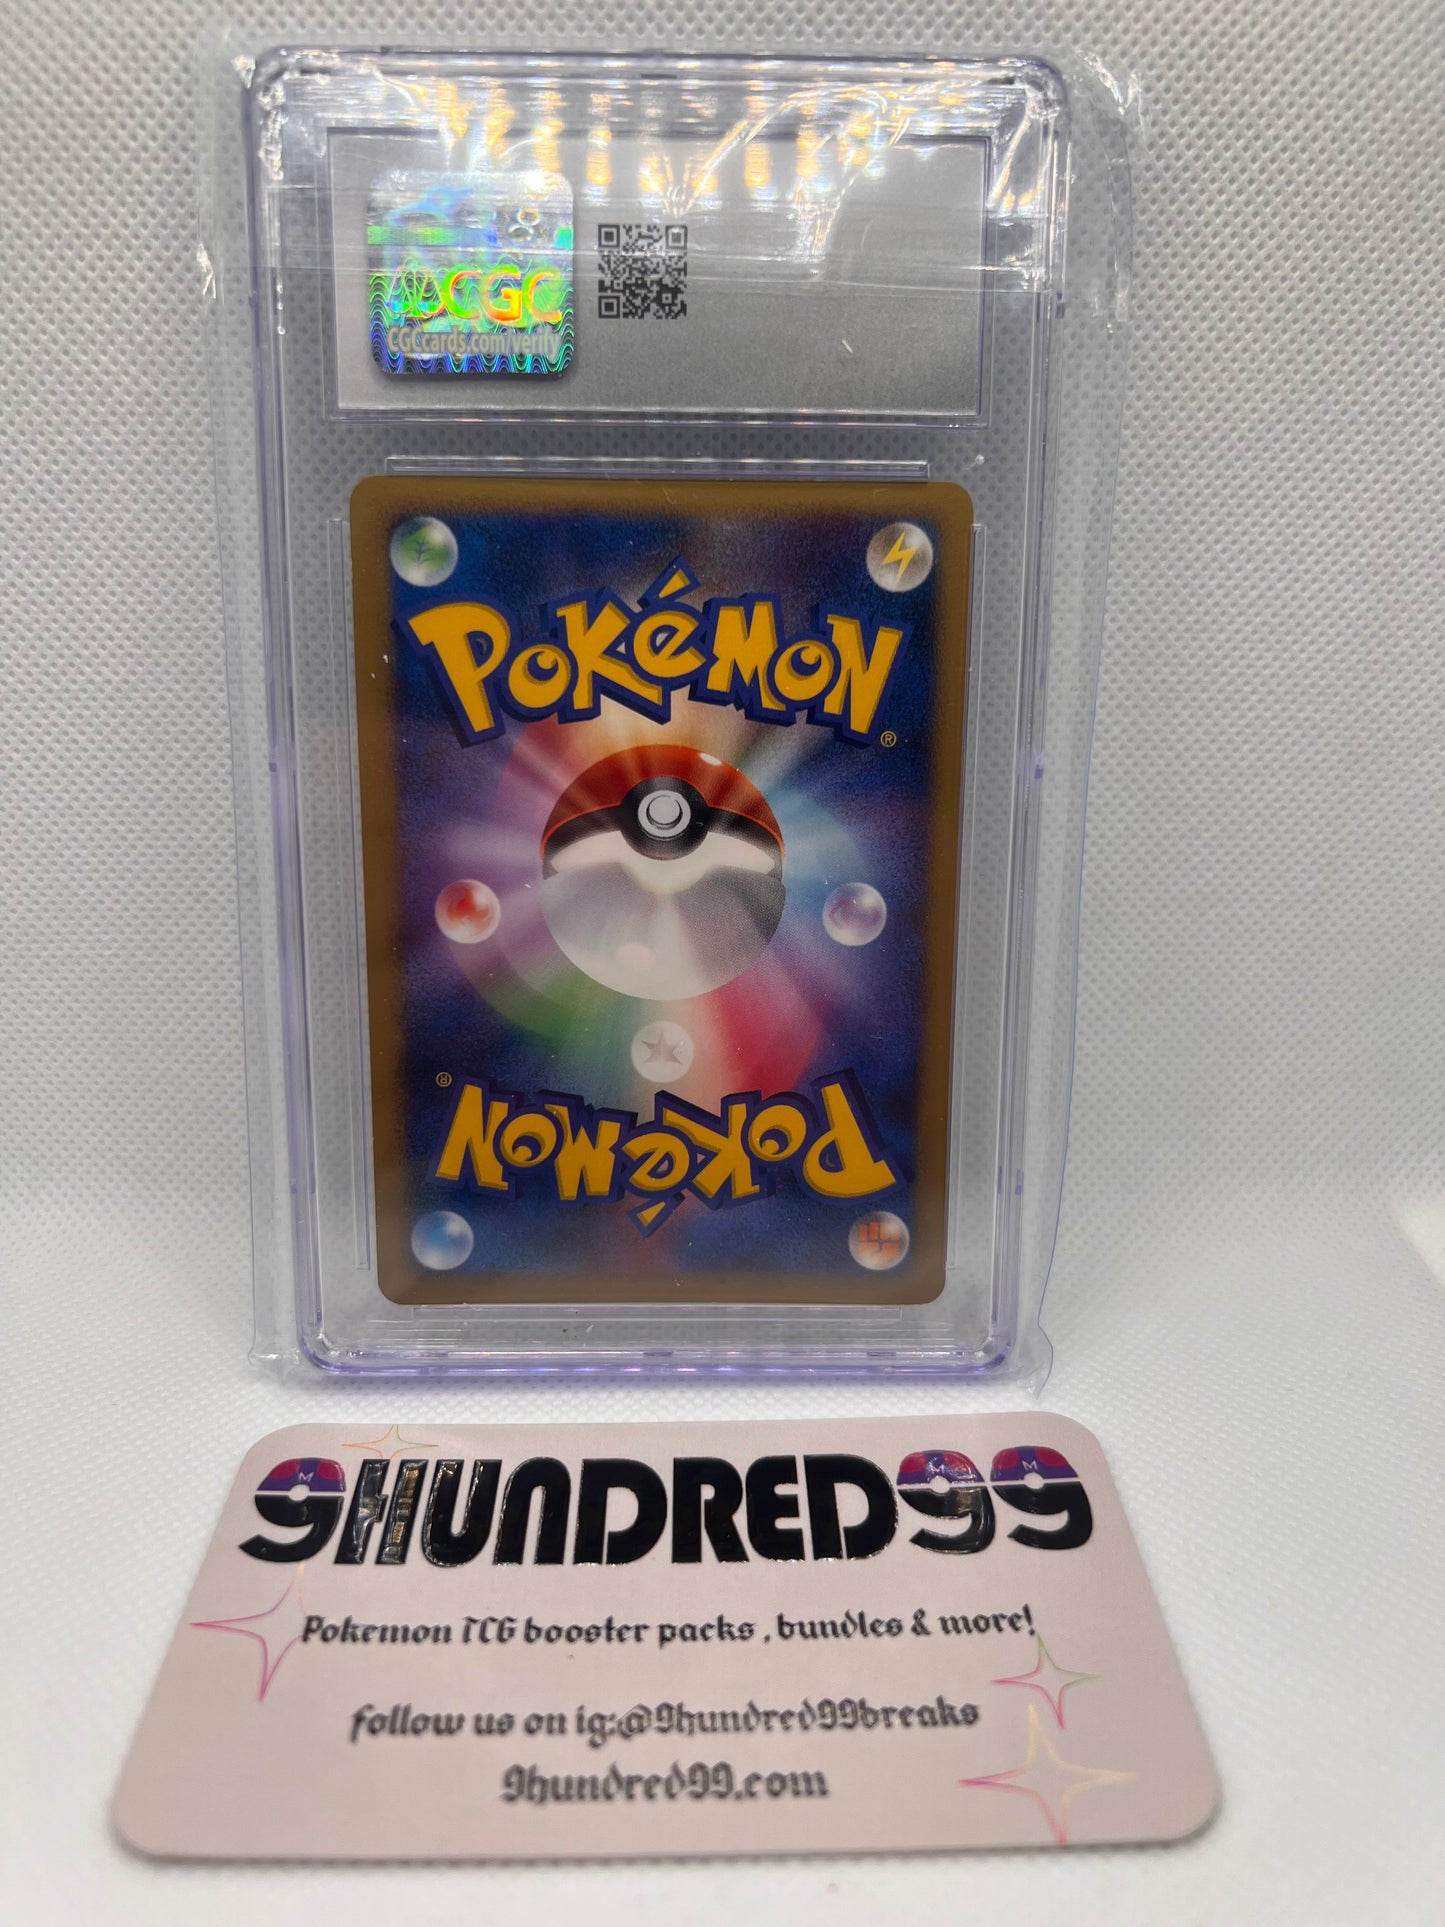 CGC
CGCcards.com/verify
POKéMON
®
®
POKéMON
9HUNDRED99
Pokemon TCG booster packs , bundles & more!
follow us on ig:@9hundred99breaks
9hundred99.com